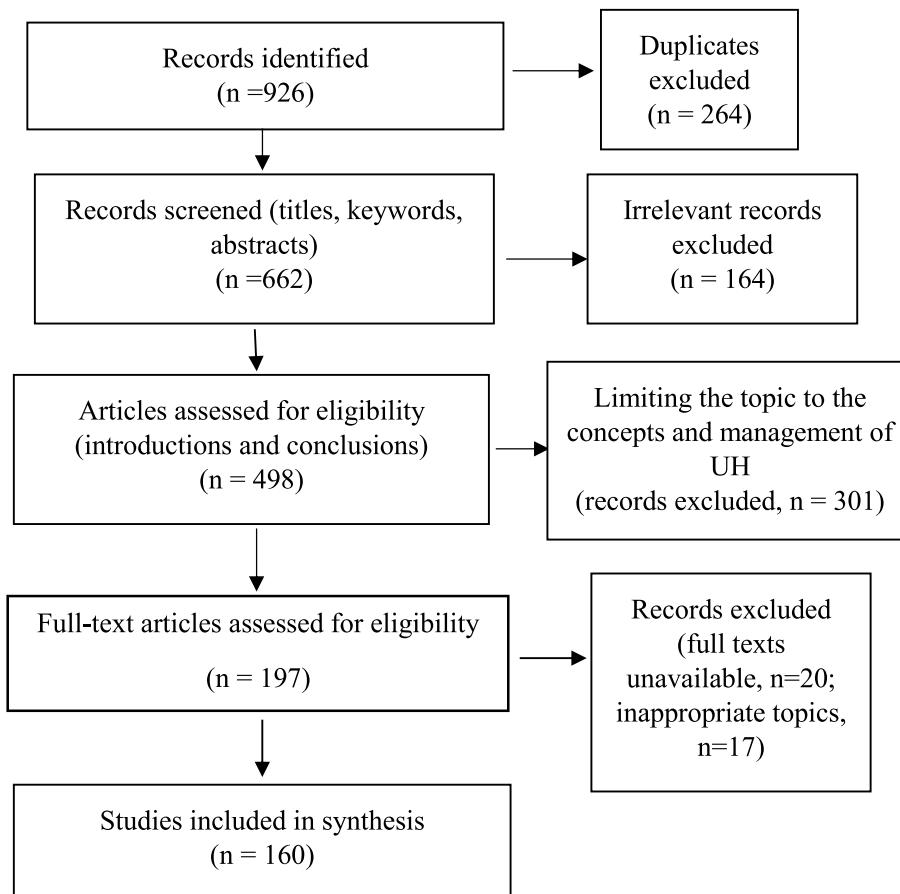 Records identified
(n =926)
Duplicates
excluded
(n = 264)
Records screened (titles, keywords,
abstracts)
(n =662)
Irrelevant records
excluded
(n = 164)
Articles assessed for eligibility
(introductions and conclusions)
(n = 498)
Limiting the topic to the
concepts and management of
UH
(records excluded, n = 301)
Full-text articles assessed for eligibility
(n = 197)
Records excluded
(full texts
unavailable, n=20;
inappropriate topics,
n=17)
Studies included in synthesis
(n = 160)